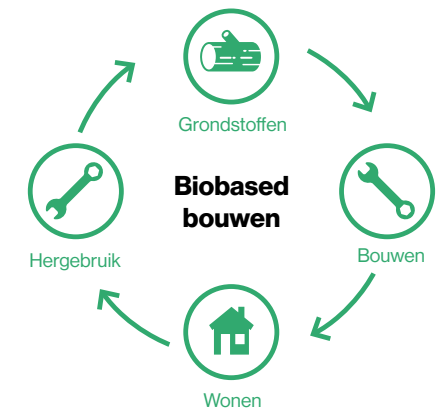 Grondstoffen
Biobased
bouwen
Hergebruik
Bouwen
Wonen